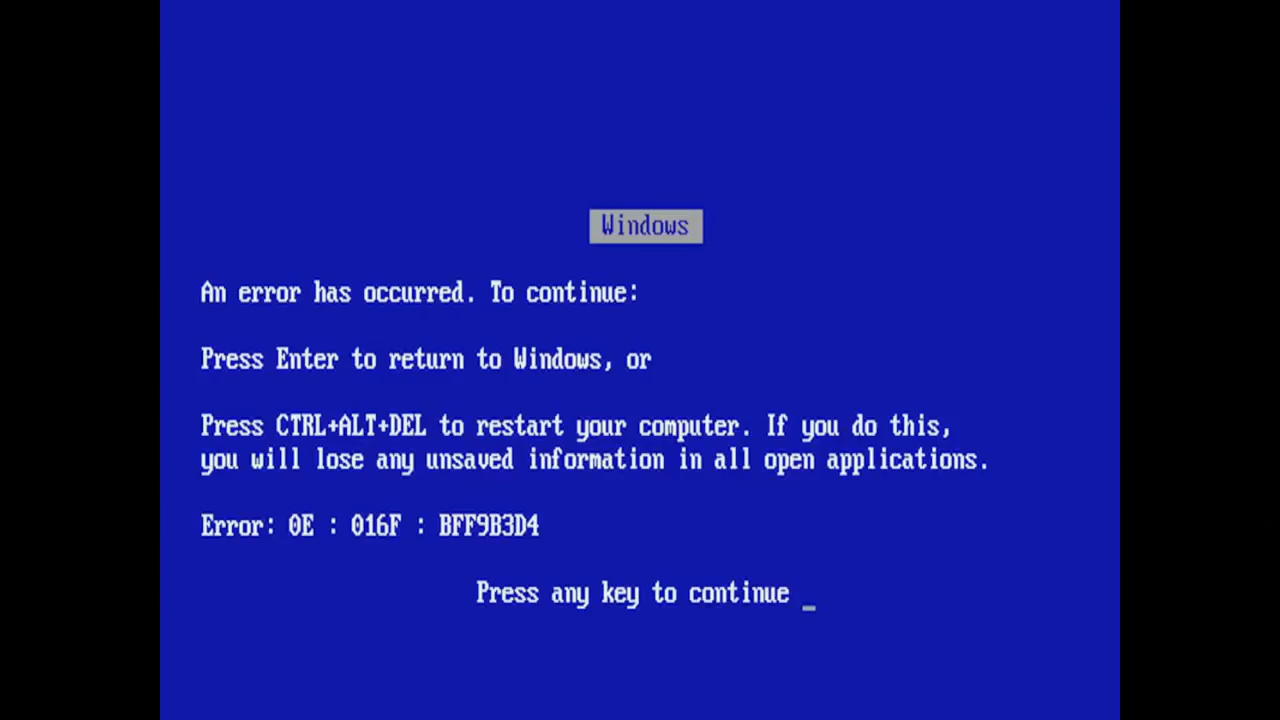 Windows
An error has occurred. To continue:
Press Enter to return to Windows, or
Press CTRL+ALT+DEL to restart your computer. If you do this,
you will lose any unsaved information in all open applications.
Error: 0E : 016F : BFF9B3D4
Press any key to continue _